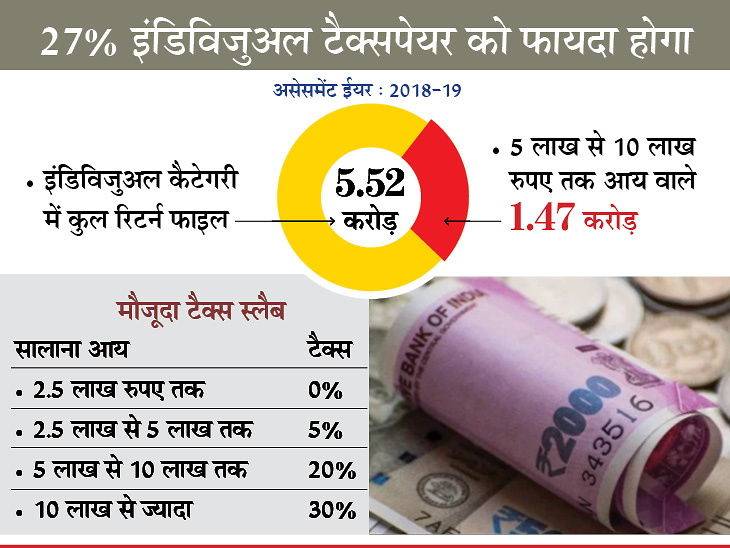 27% इंडिविजुअल टैक्सपेयर को फायदा होगा
असेसमेंट ईयर : 2018-19
• इंडिविजुअल कैटेगरी
में कुल रिटर्न फाइल
5.52
करोड़
• 5 लाख से 10 लाख
रुपए तक आय वाले
1.47 करोड़
मौजूदा टैक्स स्लैब
सालाना आय टैक्स
• 2.5 लाख रुपए तक 0%
• 2.5 लाख से 5 लाख तक 5%
• 5 लाख से 10 लाख तक 20%
• 10 लाख से ज्यादा 30%
BANK OF INDIA
₹2000
N 343516